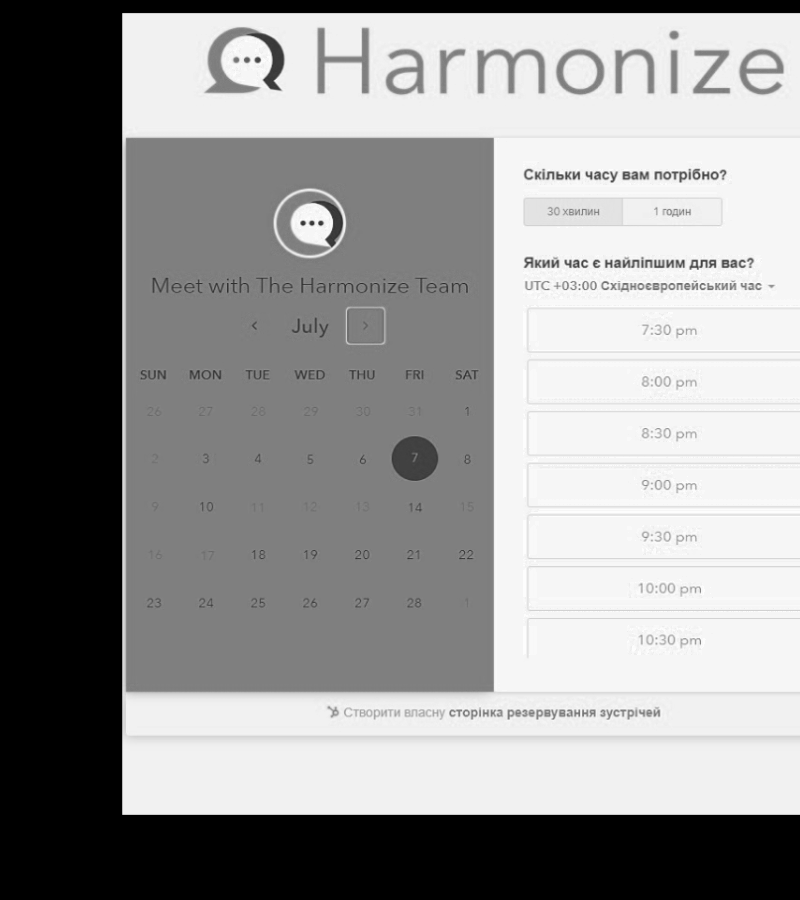 Harmonize
Meet with The Harmonize Team
July
SUN MON TUE WED THU FRI SAT
26 27 28 29 30 31 1
2 3 4 5 6 7 8
9 10 11 12 13 14 15
16 17 18 19 20 21 22
23 24 25 26 27 28 1
Скільки часу вам потрібно?
30 хвилин 1 годин
Який час є найліпшим для вас?
UTC +03:00 Східноєвропейський час
7:30 pm
8:00 pm
8:30 pm
9:00 pm
9:30 pm
10:00 pm
10:30 pm
Створити власну сторінка резервування зустрічей